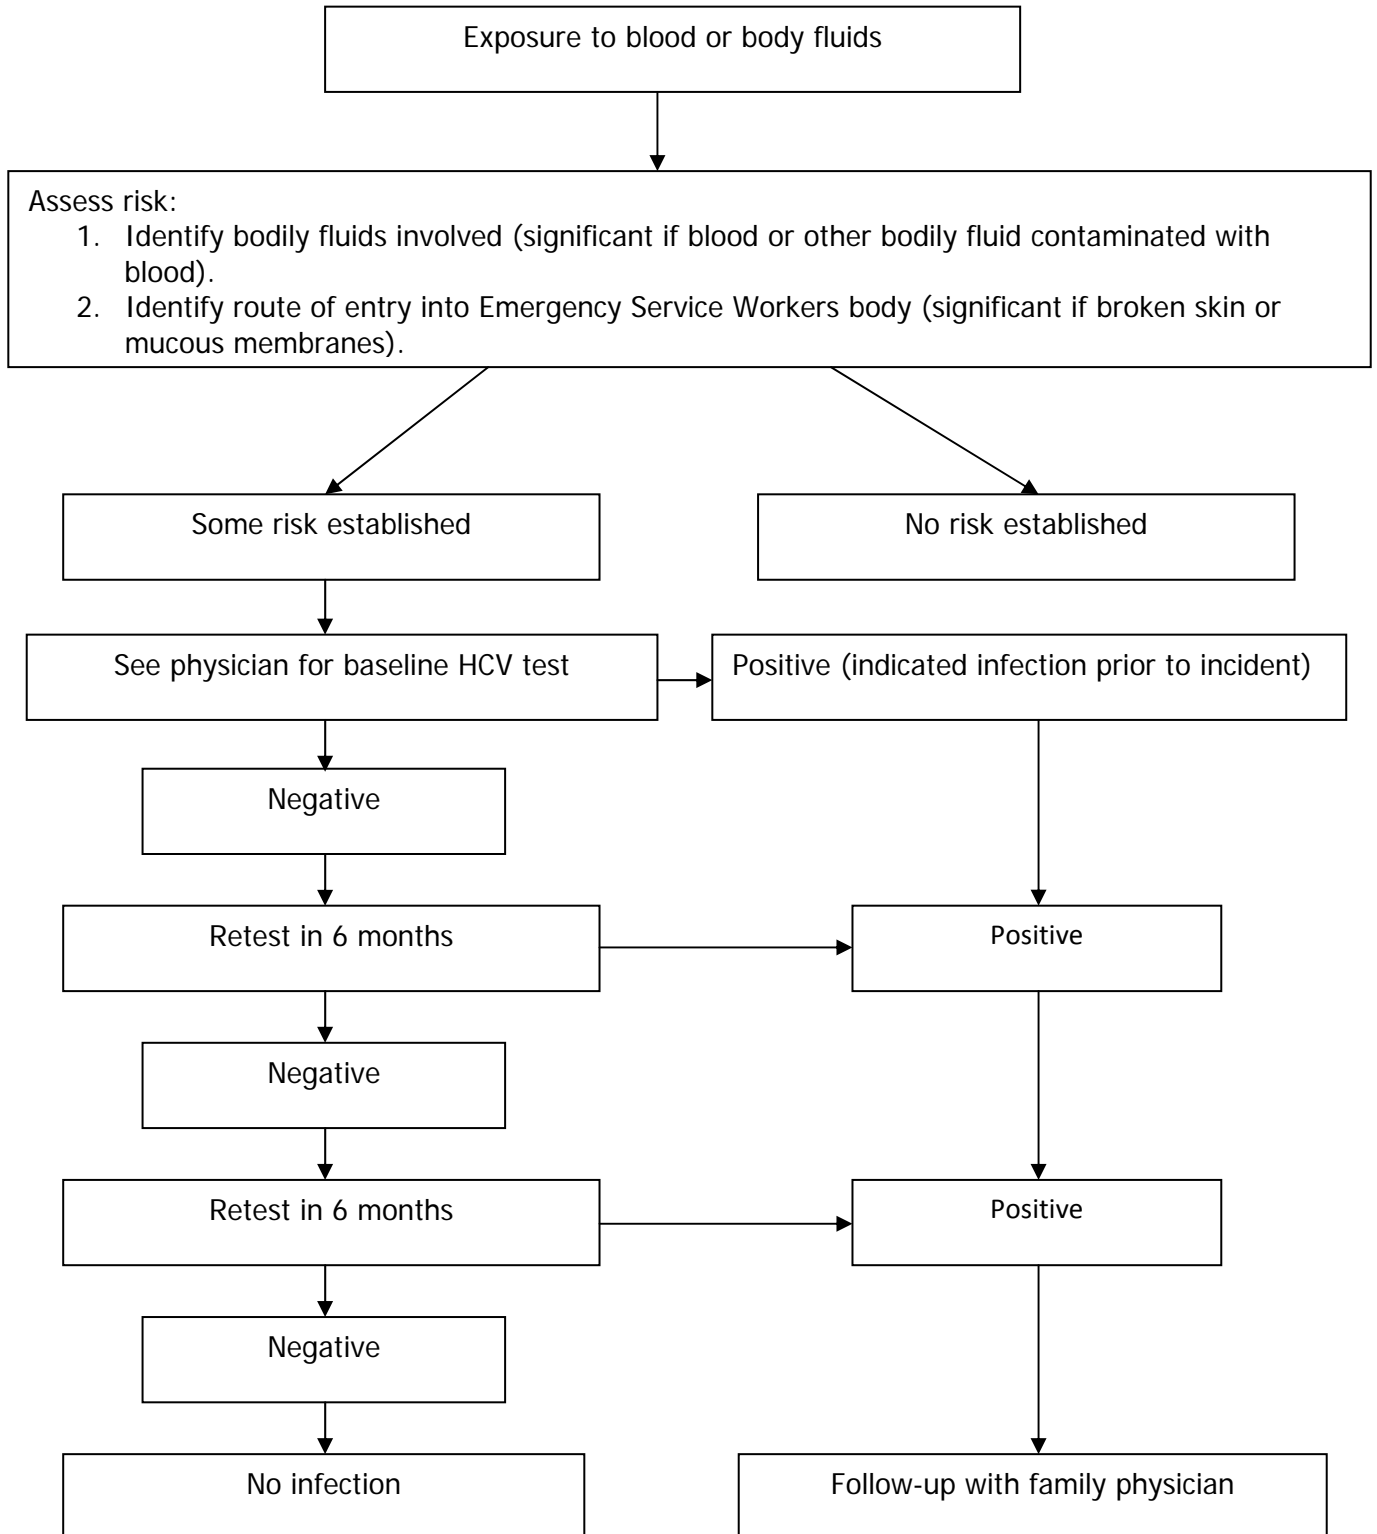 Exposure to blood or body fluids
Assess risk:
1. Identify bodily fluids involved (significant if blood or other bodily fluid contaminated with
blood).
2. Identify route of entry into Emergency Service Workers body (significant if broken skin or
mucous membranes).
Some risk established
No risk established
See physician for baseline HCV test
Positive (indicated infection prior to incident)
Negative
Retest in 6 months
Positive
Negative
Retest in 6 months
Positive
Negative
No infection
Follow-up with family physician